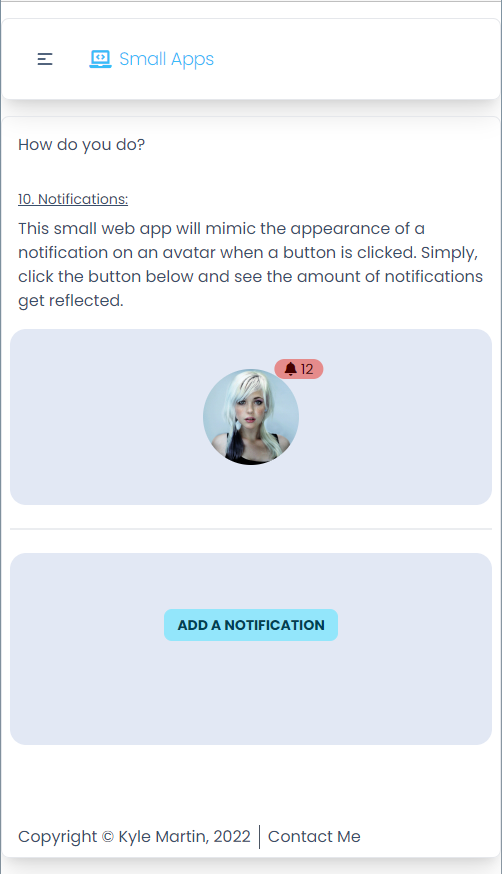 Small Apps
How do you do?
10. Notifications:
This small web app will mimic the appearance of a
notification on an avatar when a button is clicked. Simply,
click the button below and see the amount of notifications
get reflected.
12
ADD A NOTIFICATION
Copyright © Kyle Martin, 2022 Contact Me